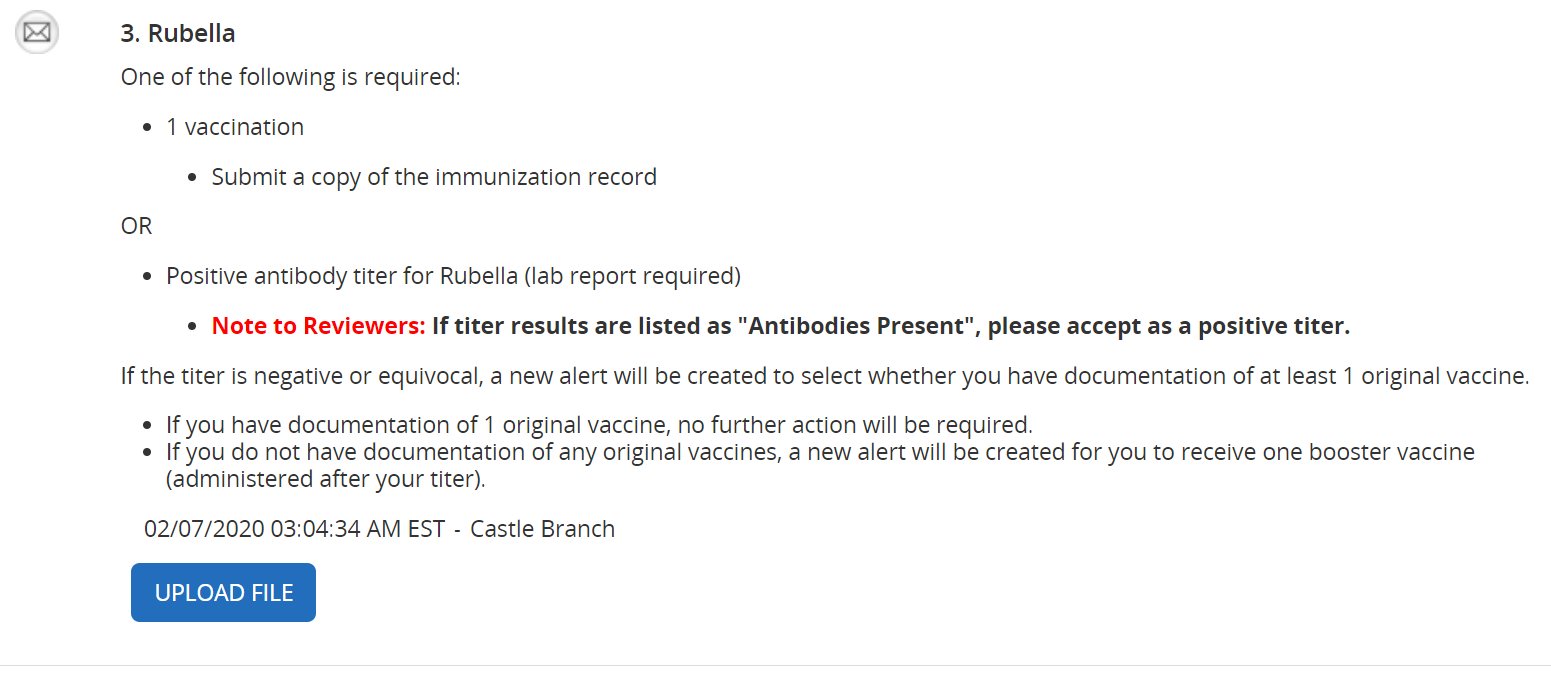 3. Rubella
One of the following is required:
• 1 vaccination
• Submit a copy of the immunization record
OR
• Positive antibody titer for Rubella (lab report required)
• Note to Reviewers: If titer results are listed as "Antibodies Present", please accept as a positive titer.
If the titer is negative or equivocal, a new alert will be created to select whether you have documentation of at least 1 original vaccine.
• If you have documentation of 1 original vaccine, no further action will be required.
• If you do not have documentation of any original vaccines, a new alert will be created for you to receive one booster vaccine
(administered after your titer).
02/07/2020 03:04:34 AM EST - Castle Branch
UPLOAD FILE